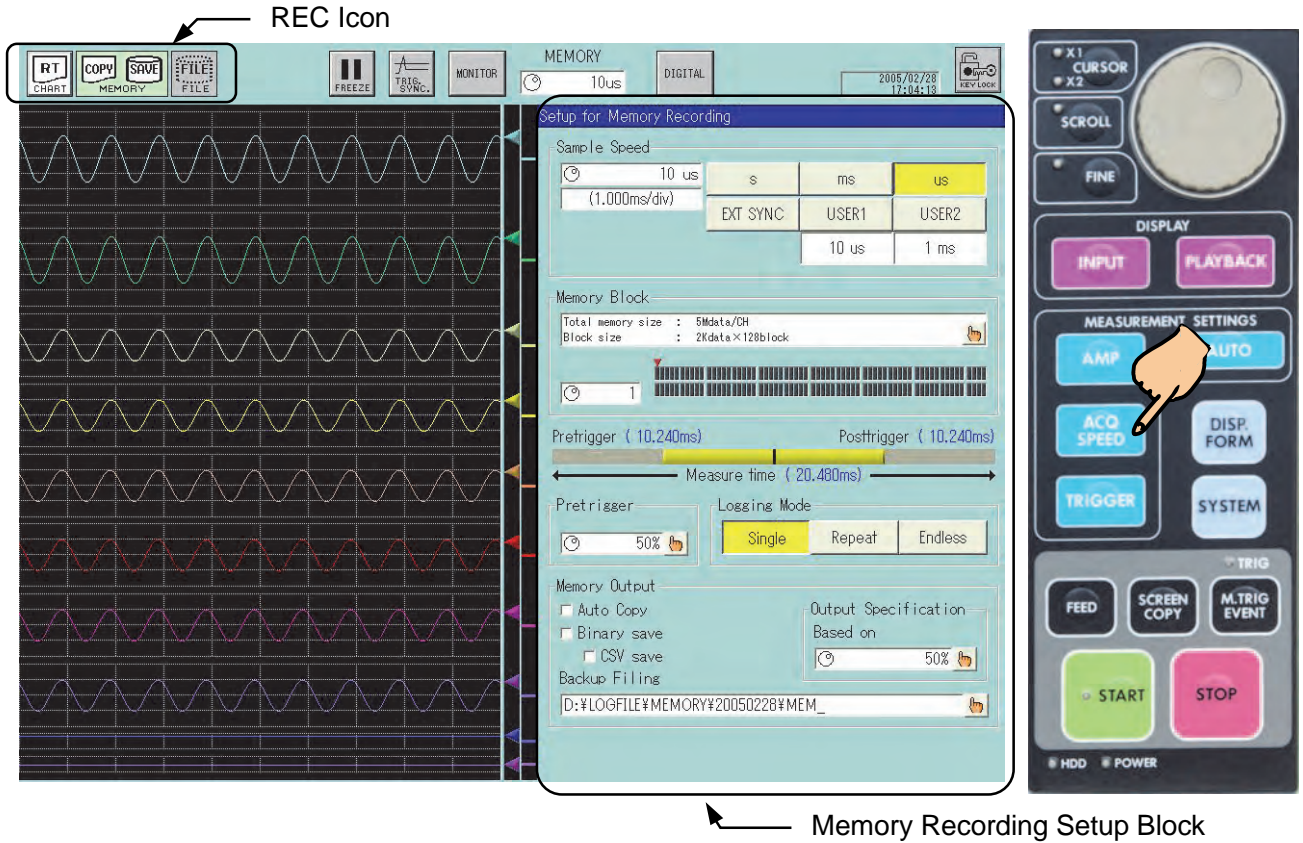 REC Icon
RT
CHART
COPY
SAVE
MEMORY
FILE
FILE
FREEZE
TRIG.
SYNC.
MONITOR
MEMORY
10us
DIGITAL
2005/02/28
17:04:13
KEY LOCK
Setup for Memory Recording
Sample Speed
10 us
(1.000ms/div)
s
ms
us
EXT SYNC
USER1
USER2
10 us
1 ms
Memory Block
Total memory size : 5Mdata/CH
Block size : 2Kdata×128block
1
Pretrigger ( 10.240ms)
Posttrigger ( 10.240ms)
Measure time ( 20.480ms)
Pretrigger
50%
Logging Mode
Single
Repeat
Endless
Memory Output
Auto Copy
Binary save
CSV save
Output Specification
Based on
50%
Backup Filing
D:¥LOGFILE¥MEMORY¥20050228¥MEM_
Memory Recording Setup Block
X1
CURSOR
X2
SCROLL
FINE
DISPLAY
INPUT
PLAYBACK
MEASUREMENT SETTINGS
AMP
AUTO
ACQ
SPEED
DISP.
FORM
TRIGGER
SYSTEM
TRIG
FEED
SCREEN
COPY
M.TRIG
EVENT
START
STOP
HDD
POWER